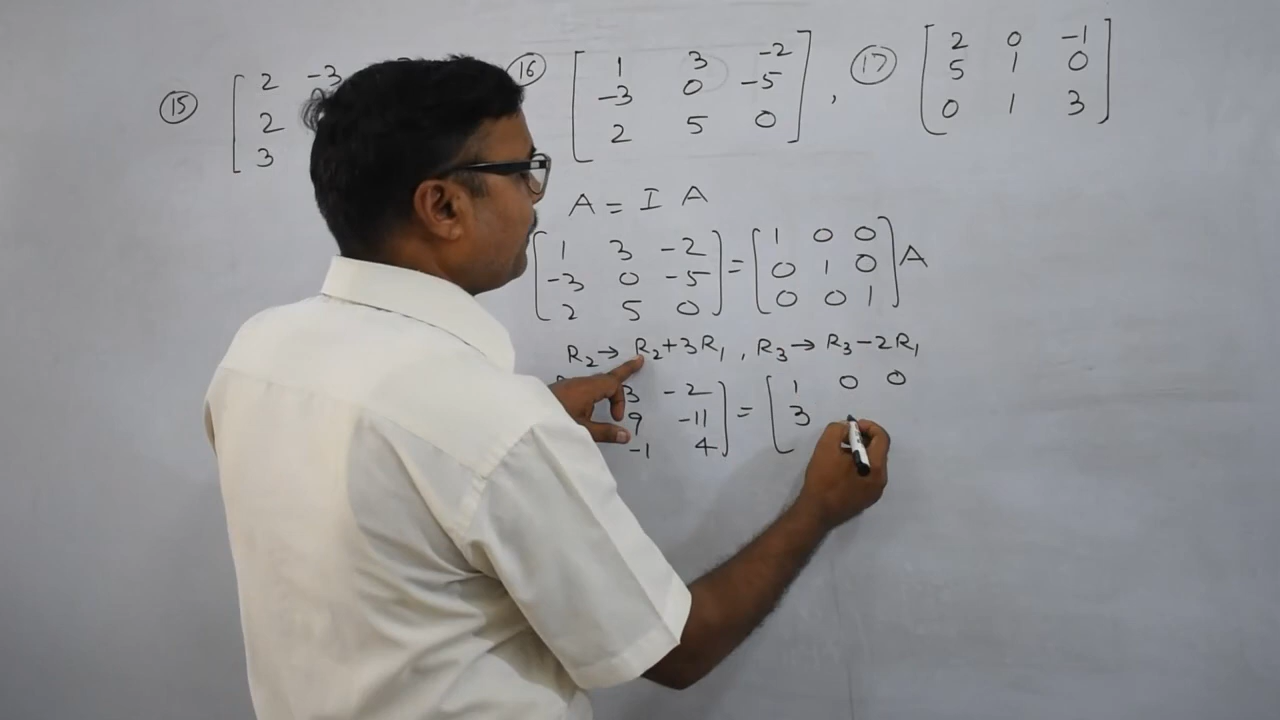 (15) [ 2 -3
2
3
(16) [ 1 3 -2
-3 0 -5
2 5 0 ] ,
(17) [ 2 0 -1
5 1 0
0 1 3 ]
A = I A
[ 1 3 -2 ] = [ 1 0 0 ] A
-3 0 -5 0 1 0
2 5 0 0 0 1
R₂ → R₂+3R₁ , R₃ → R₃-2R₁
3 -2 ] = [ 1 0 0
9 -11 3
-1 4